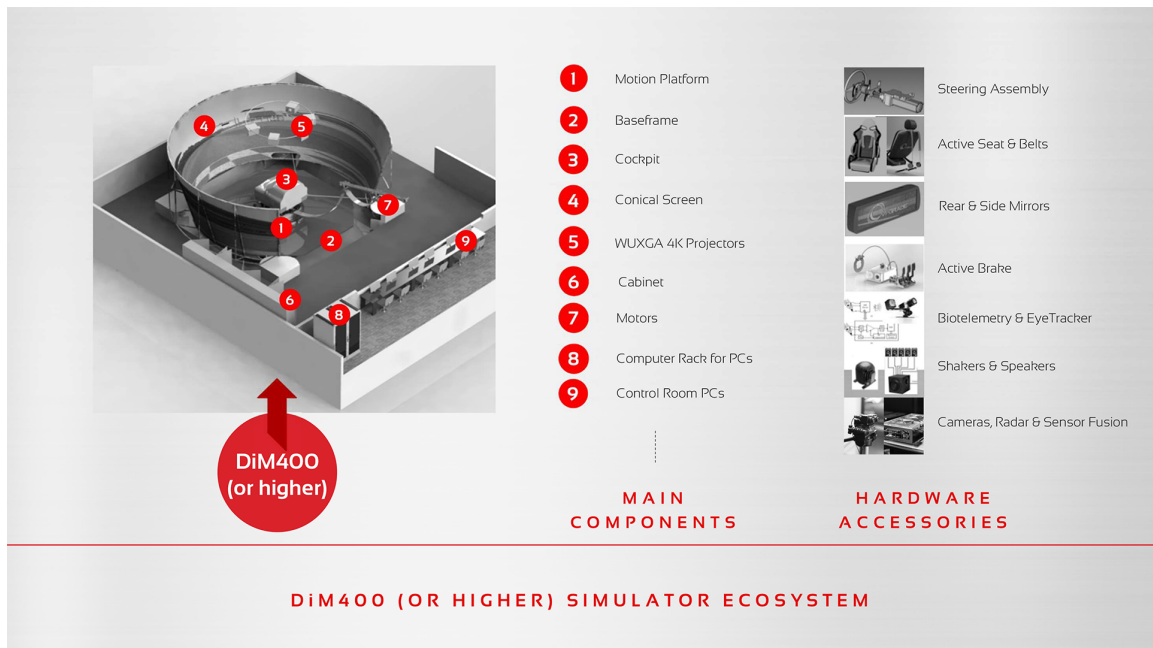 4
5
3
7
1
2
9
6
8
DiM400
(or higher)
1 Motion Platform
2 Baseframe
3 Cockpit
4 Conical Screen
5 WUXGA 4K Projectors
6 Cabinet
7 Motors
8 Computer Rack for PCs
9 Control Room PCs
MAIN
COMPONENTS
Steering Assembly
Active Seat & Belts
Rear & Side Mirrors
Active Brake
Biotelemetry & EyeTracker
Shakers & Speakers
Cameras, Radar & Sensor Fusion
HARDWARE
ACCESSORIES
DiM400 (OR HIGHER) SIMULATOR ECOSYSTEM